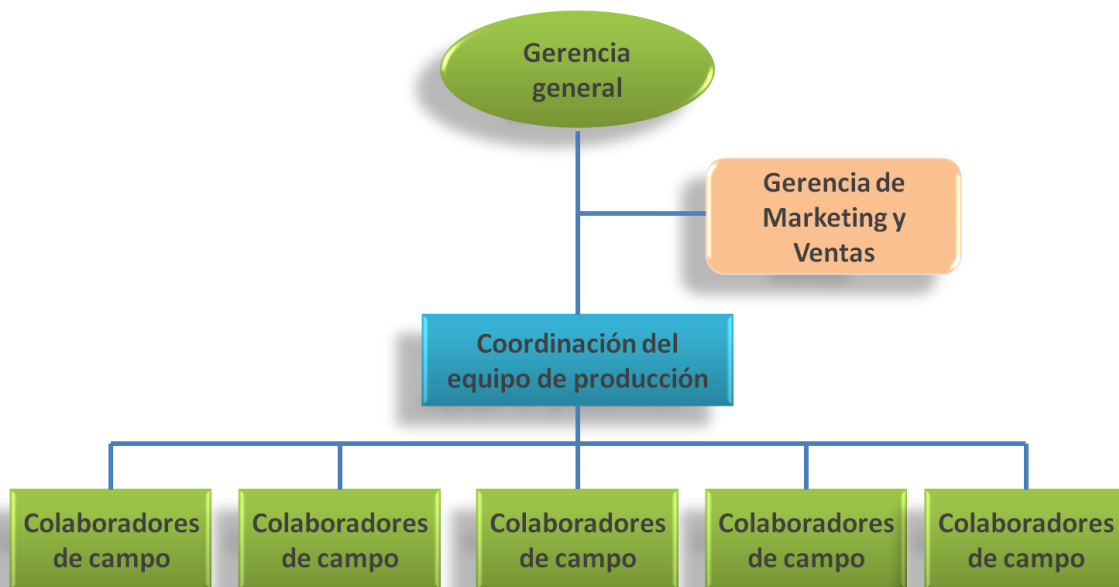 Gerencia
general
Gerencia de
Marketing y
Ventas
Coordinación del
equipo de producción
Colaboradores
de campo
Colaboradores
de campo
Colaboradores
de campo
Colaboradores
de campo
Colaboradores
de campo